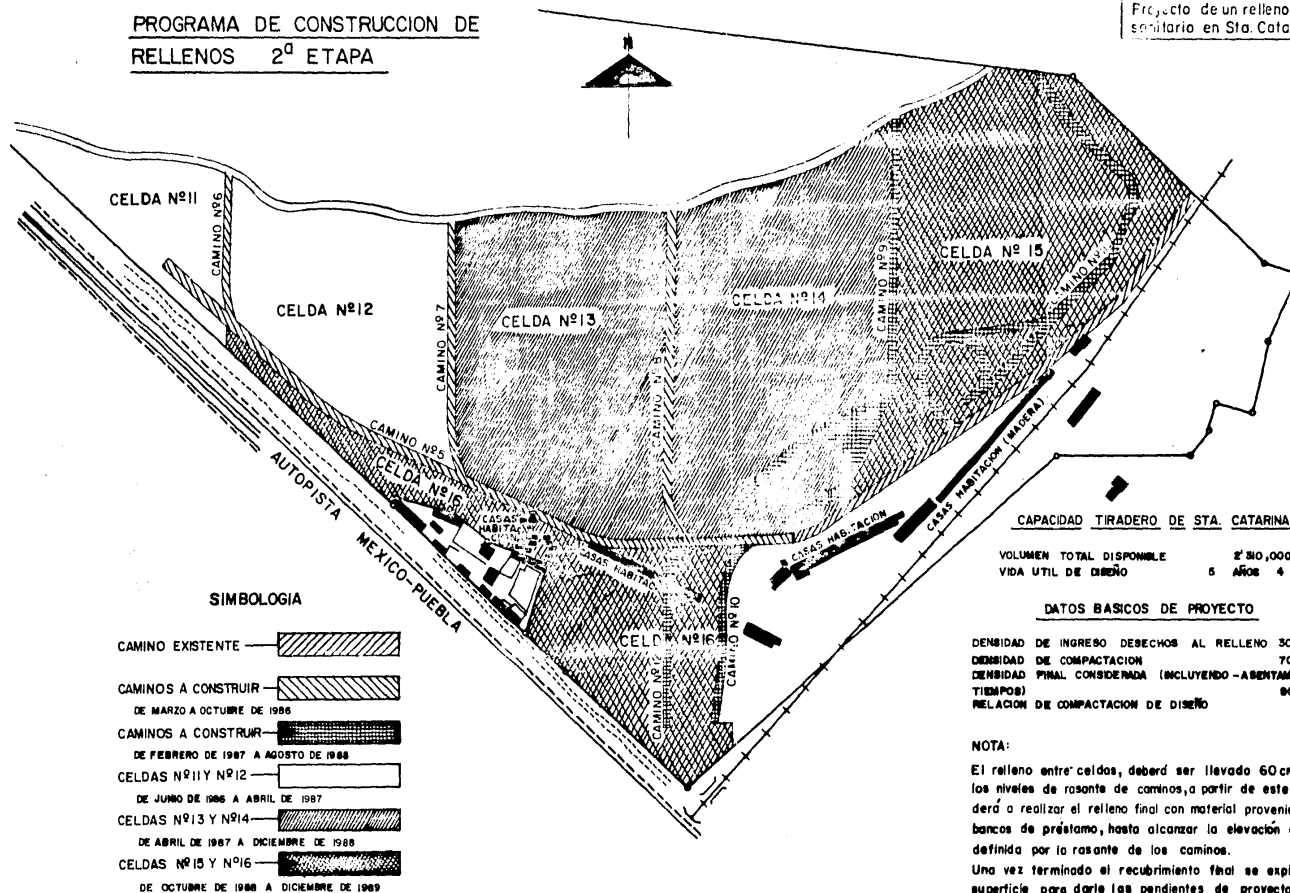 PROGRAMA DE CONSTRUCCION DE
RELLENOS 2ª ETAPA
Proyecto de un relleno
sanitario en Sta. Cata
N
CELDA Nº11
CAMINO Nº6
CELDA Nº12
CAMINO Nº7
CELDA Nº13
CELDA Nº14
CAMINO Nº9
CELDA Nº 15
CAMINO Nº5
CELDA Nº16
CASAS
HABITA
CION
CASAS HABITA
CASAS HABITACION
CASAS HABITACION (MADERA)
CELDA Nº16
CAMINO Nº 10
AUTOPISTA MEXICO-PUEBLA
SIMBOLOGIA
CAMINO EXISTENTE
CAMINOS A CONSTRUIR
DE MARZO A OCTUBRE DE 1986
CAMINOS A CONSTRUIR
DE FEBRERO DE 1987 A AGOSTO DE 1988
CELDAS Nº11 Y Nº12
DE JUNIO DE 1986 A ABRIL DE 1987
CELDAS Nº13 Y Nº14
DE ABRIL DE 1987 A DICIEMBRE DE 1988
CELDAS Nº15 Y Nº16
DE OCTUBRE DE 1988 A DICIEMBRE DE 1989
CAPACIDAD TIRADERO DE STA. CATARINA
VOLUMEN TOTAL DISPONIBLE
VIDA UTIL DE DISEÑO 5 AÑOS 4
DATOS BASICOS DE PROYECTO
DENSIDAD DE INGRESO DESECHOS AL RELLENO 30
DENSIDAD DE COMPACTACION 70
DENSIDAD FINAL CONSIDERADA (INCLUYENDO-ASENTAM
TIEMPOS)
RELACION DE COMPACTACION DE DISEÑO
NOTA:
El relleno entre celdas, deberá ser llevado 60 cm
los niveles de rasante de caminos, a partir de este
derá a realizar el relleno final con material provenie
bancos de préstamo, hasta alcanzar la elevación
definida por la rasante de los caminos.
Una vez terminado el recubrimiento final se expl
superficie para darle las pendientes de proyecto